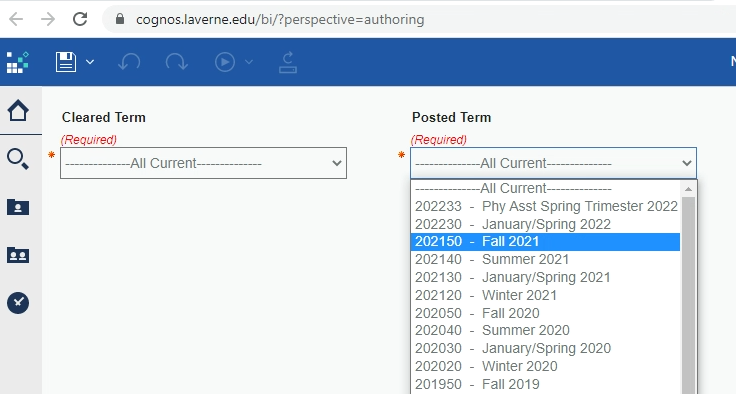 cognos.laverne.edu/bi/?perspective=authoring
Cleared Term
(Required)
* --------------All Current--------------
Posted Term
(Required)
* --------------All Current--------------
--------------All Current--------------
202233 - Phy Asst Spring Trimester 2022
202230 - January/Spring 2022
202150 - Fall 2021
202140 - Summer 2021
202130 - January/Spring 2021
202120 - Winter 2021
202050 - Fall 2020
202040 - Summer 2020
202030 - January/Spring 2020
202020 - Winter 2020
201950 - Fall 2019